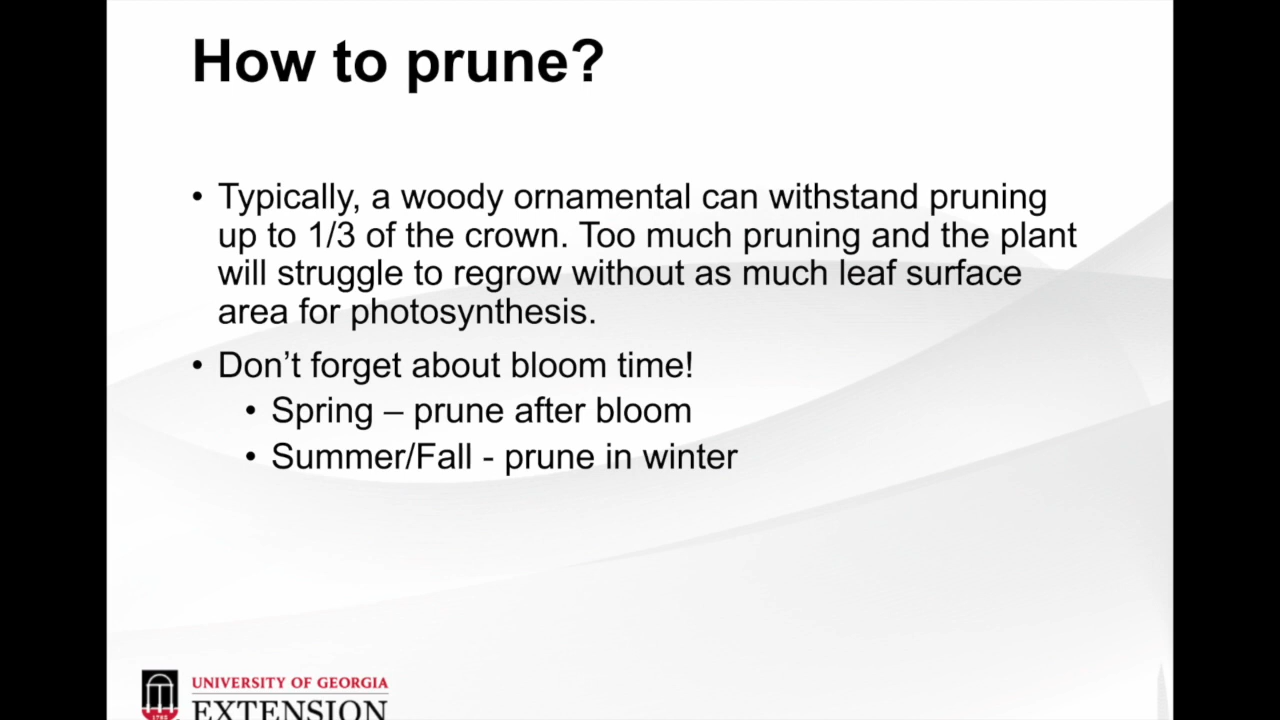 How to prune?
• Typically, a woody ornamental can withstand pruning
up to 1/3 of the crown. Too much pruning and the plant
will struggle to regrow without as much leaf surface
area for photosynthesis.
• Don’t forget about bloom time!
• Spring – prune after bloom
• Summer/Fall - prune in winter
UNIVERSITY OF GEORGIA
EXTENSION
1785